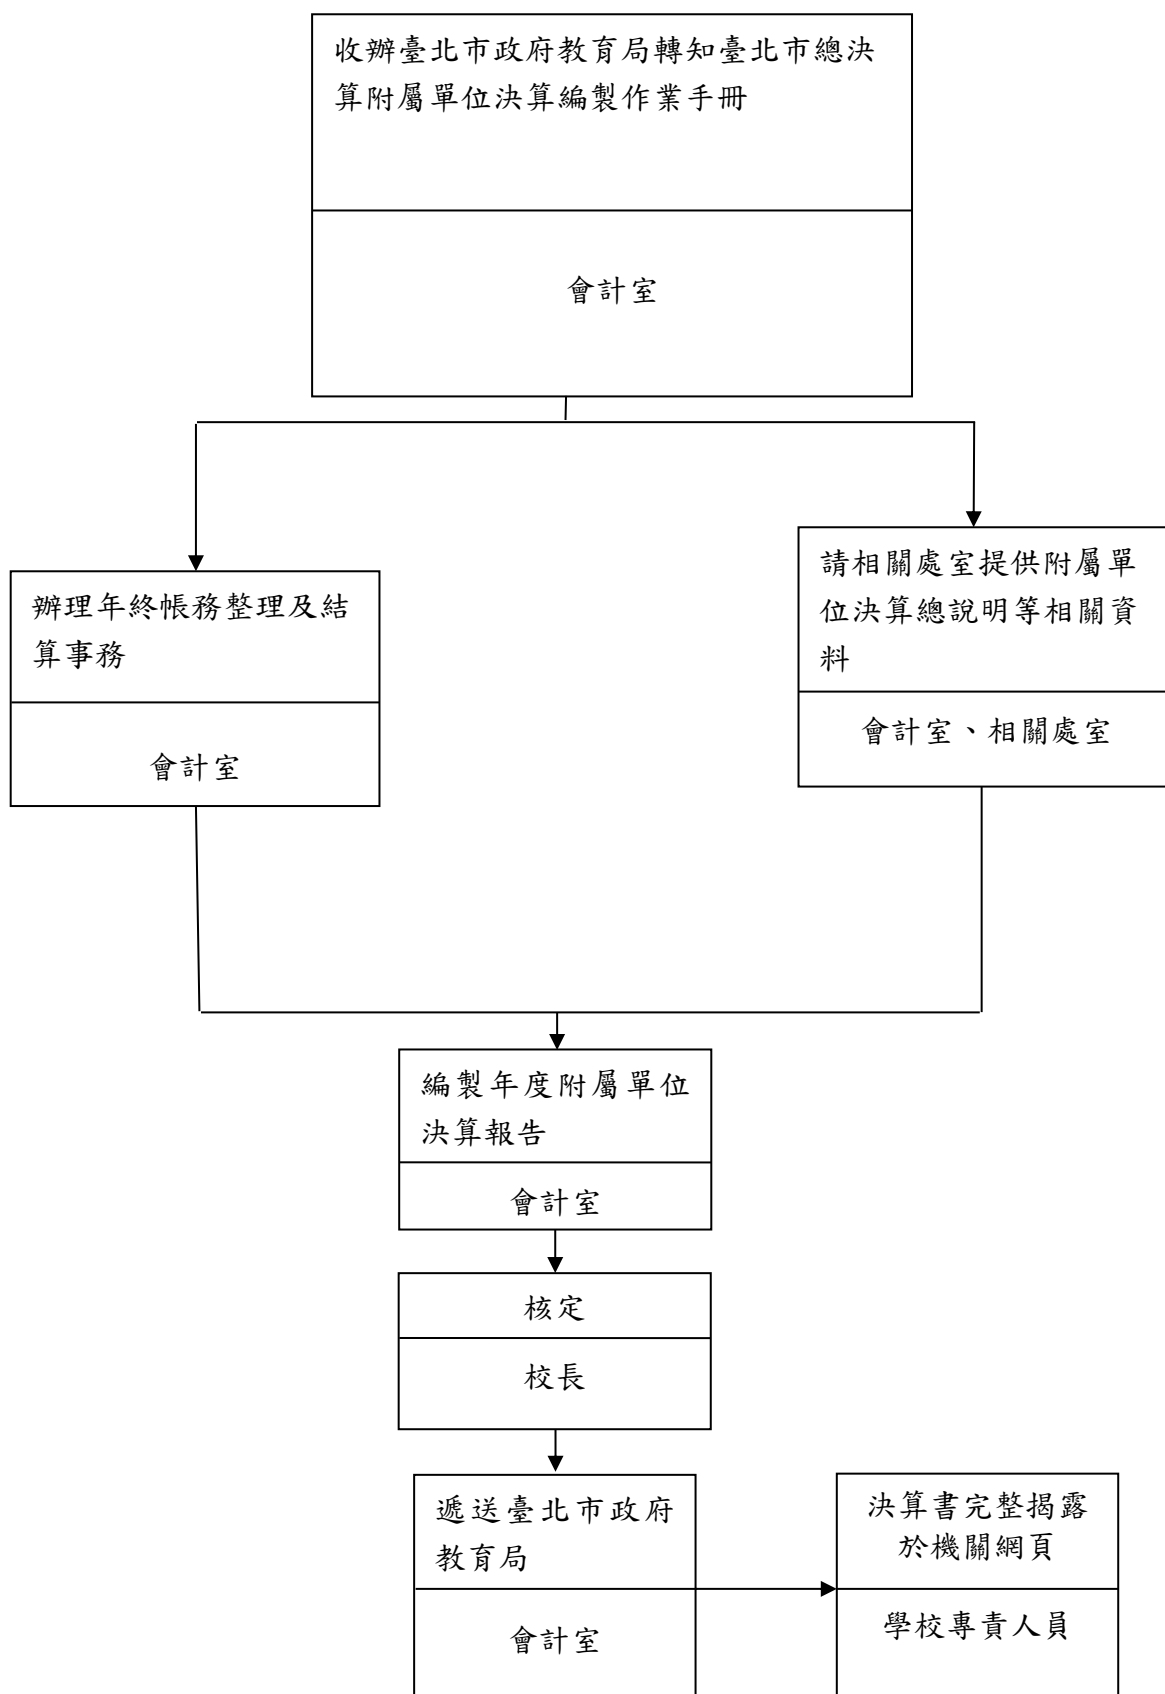 收辦臺北市政府教育局轉知臺北市總決
算附屬單位決算編製作業手冊
會計室
辦理年終帳務整理及結
算事務
會計室
請相關處室提供附屬單
位決算總說明等相關資
料
會計室、相關處室
編製年度附屬單位
決算報告
會計室
核定
校長
遞送臺北市政府
教育局
會計室
決算書完整揭露
於機關網頁
學校專責人員